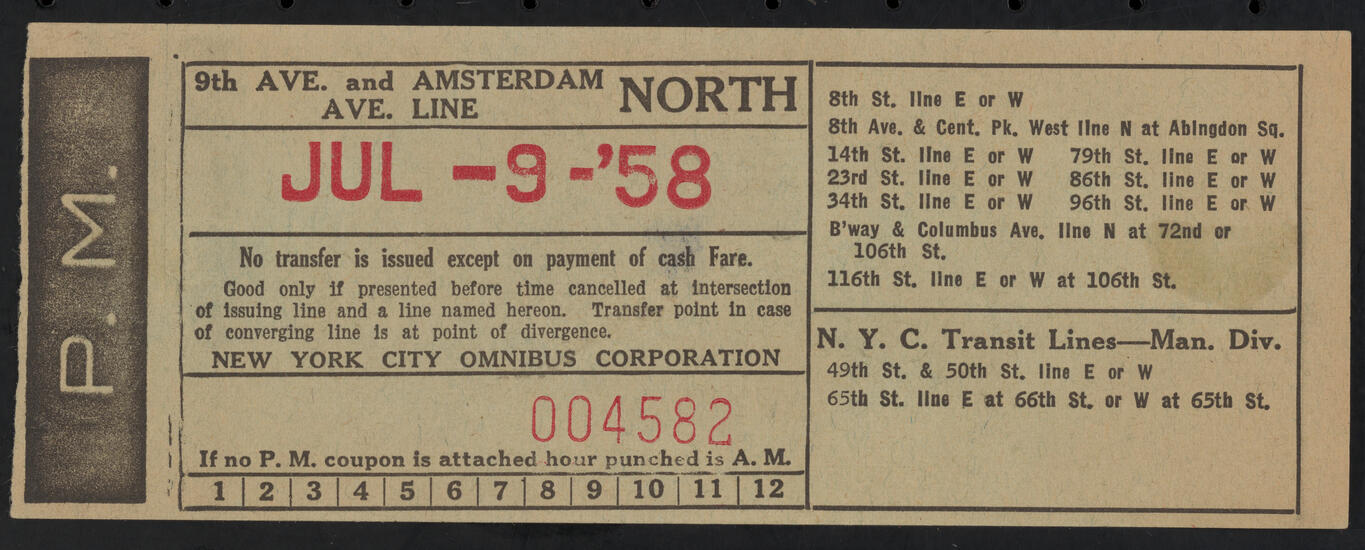 P. M.
9th AVE. and AMSTERDAM
AVE. LINE
NORTH
JUL -9-'58
No transfer is issued except on payment of cash Fare.
Good only if presented before time cancelled at intersection
of issuing line and a line named hereon. Transfer point in case
of converging line is at point of divergence.
NEW YORK CITY OMNIBUS CORPORATION
004582
If no P. M. coupon is attached hour punched is A. M.
1 | 2 | 3 | 4 | 5 | 6 | 7 | 8 | 9 | 10 | 11 | 12
8th St. line E or W
8th Ave. & Cent. Pk. West line N at Abingdon Sq.
14th St. line E or W 79th St. line E or W
23rd St. line E or W 86th St. line E or W
34th St. line E or W 96th St. line E or W
B'way & Columbus Ave. line N at 72nd or
106th St.
116th St. line E or W at 106th St.
N. Y. C. Transit Lines—Man. Div.
49th St. & 50th St. line E or W
65th St. line E at 66th St. or W at 65th St.